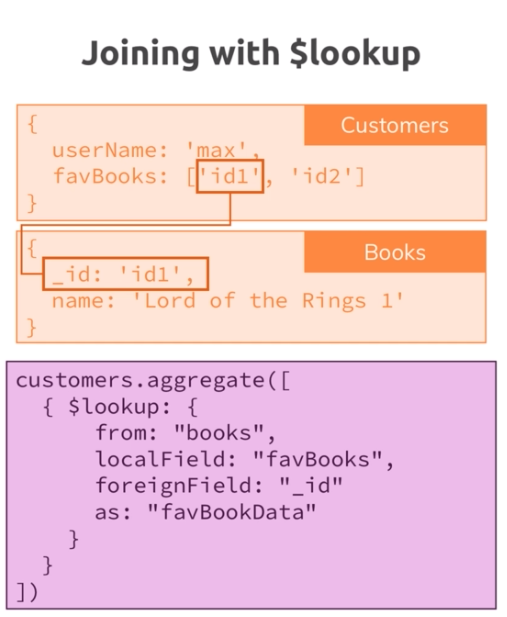 Joining with $lookup
Customers
{
userName: 'max',
favBooks: ['id1', 'id2']
}
Books
{
_id: 'id1',
name: 'Lord of the Rings 1'
}
customers.aggregate([
{ $lookup: {
from: "books",
localField: "favBooks",
foreignField: "_id"
as: "favBookData"
}
}
])